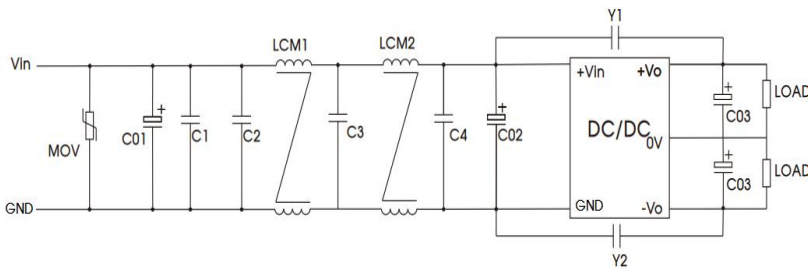 Y1
LCM1
LCM2
Vin
+Vin
+Vo
MOV
+
C01
C1
C2
C3
C4
+
C02
DC/DC
0V
+
C03
LOAD
+
C03
LOAD
GND
GND
-Vo
Y2